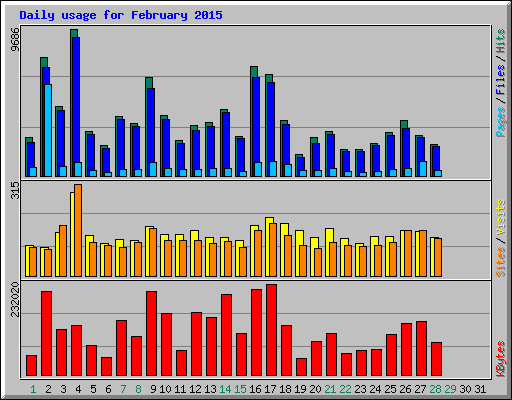 Daily usage for February 2015
9686
Pages / Files / Hits
315
Sites / Visits
232020
KBytes
1 2 3 4 5 6 7 8 9 10 11 12 13 14 15 16 17 18 19 20 21 22 23 24 25 26 27 28 29 30 31